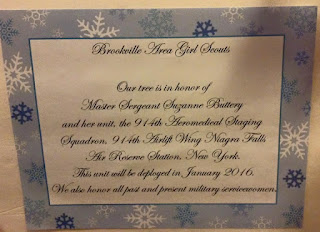 Brookville Area Girl Scouts
Our tree is in honor of
Master Sergeant Suzanne Buttery
and her unit, the 914th Aeromedical Staging
Squadron, 914th Airlift Wing Niagra Falls
Air Reserve Station, New York.
This unit will be deployed in January 2016.
We also honor all past and present military servicewomen.